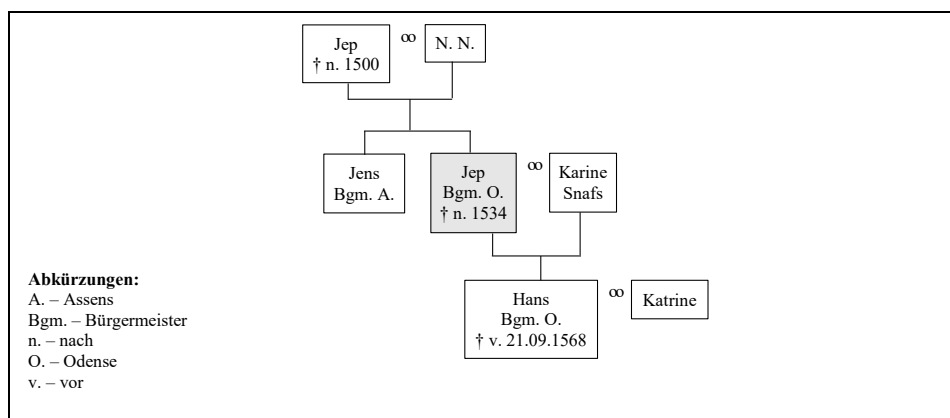 Jep
† n. 1500
∞
N. N.
Jens
Bgm. A.
Jep
Bgm. O.
† n. 1534
∞
Karine
Snafs
Hans
Bgm. O.
† v. 21.09.1568
∞
Katrine
Abkürzungen:
A. – Assens
Bgm. – Bürgermeister
n. – nach
O. – Odense
v. – vor